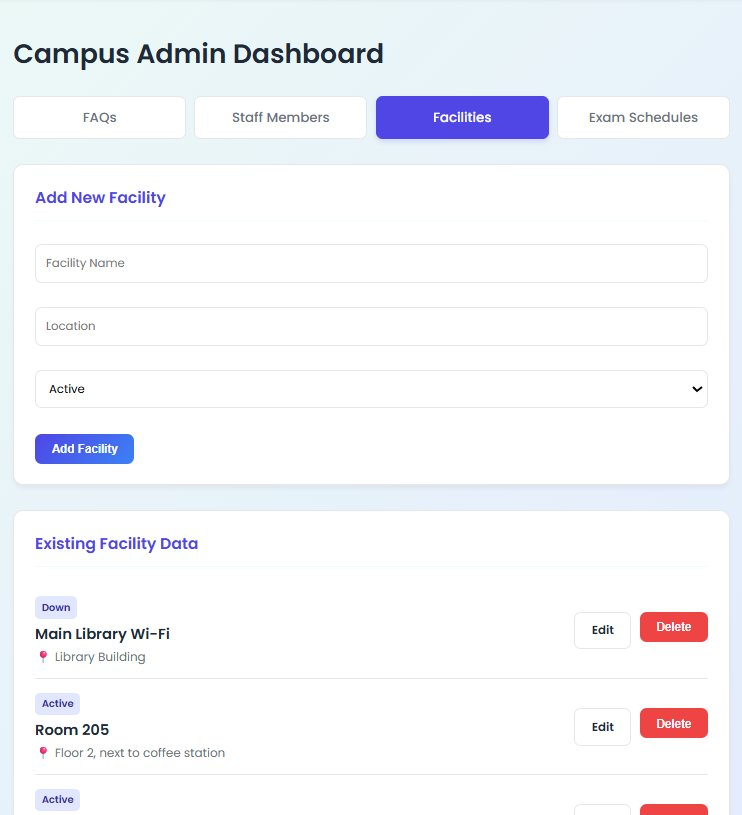 Campus Admin Dashboard
FAQs
Staff Members
Facilities
Exam Schedules
Add New Facility
Facility Name
Location
Active
Add Facility
Existing Facility Data
Down
Main Library Wi-Fi
Library Building
Edit
Delete
Active
Room 205
Floor 2, next to coffee station
Edit
Delete
Active